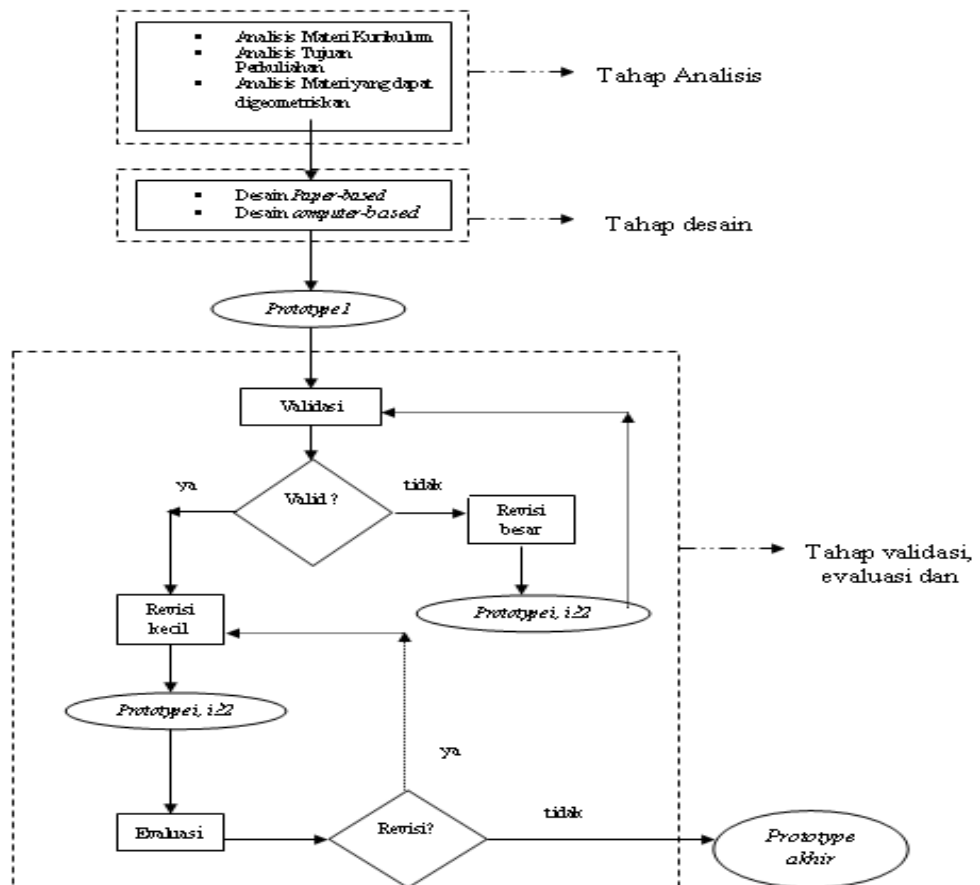 ▪ Analisis Materi Kurikulum
▪ Analisis Tujuan
Perkuliahan
▪ Analisis Materi yang dapat
digeometriskan
Tahap Analisis
▪ Desain Paper-based
▪ Desain computer-based
Tahap desain
Prototype 1
Validasi
ya
Valid ?
tidak
Revisi
besar
Tahap validasi,
evaluasi dan
Prototype i, i≥2
Revisi
kecil
Prototype i, i≥2
ya
Evaluasi
Revisi?
tidak
Prototype
akhir